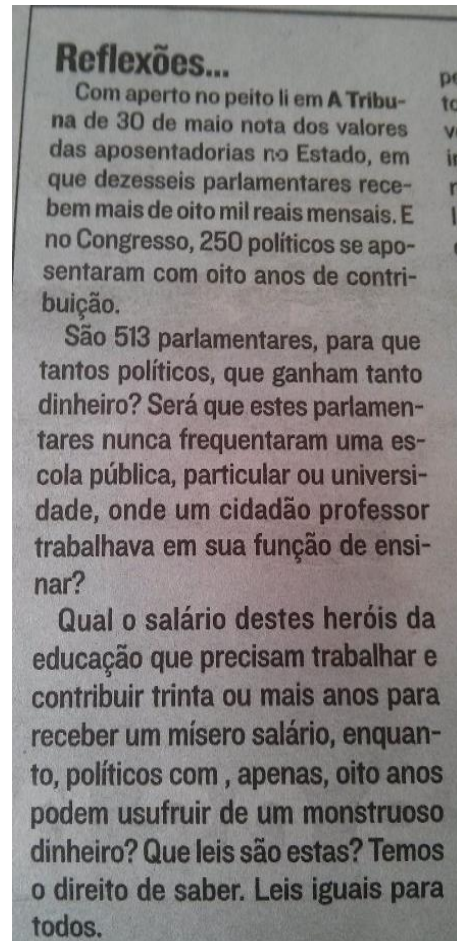 Reflexões...
Com aperto no peito li em A Tribu-
na de 30 de maio nota dos valores
das aposentadorias no Estado, em
que dezesseis parlamentares rece-
bem mais de oito mil reais mensais. E
no Congresso, 250 políticos se apo-
sentaram com oito anos de contri-
buição.
São 513 parlamentares, para que
tantos políticos, que ganham tanto
dinheiro? Será que estes parlamen-
tares nunca frequentaram uma es-
cola pública, particular ou universi-
dade, onde um cidadão professor
trabalhava em sua função de ensi-
nar?
Qual o salário destes heróis da
educação que precisam trabalhar e
contribuir trinta ou mais anos para
receber um mísero salário, enquan-
to, políticos com , apenas, oito anos
podem usufruir de um monstruoso
dinheiro? Que leis são estas? Temos
o direito de saber. Leis iguais para
todos.